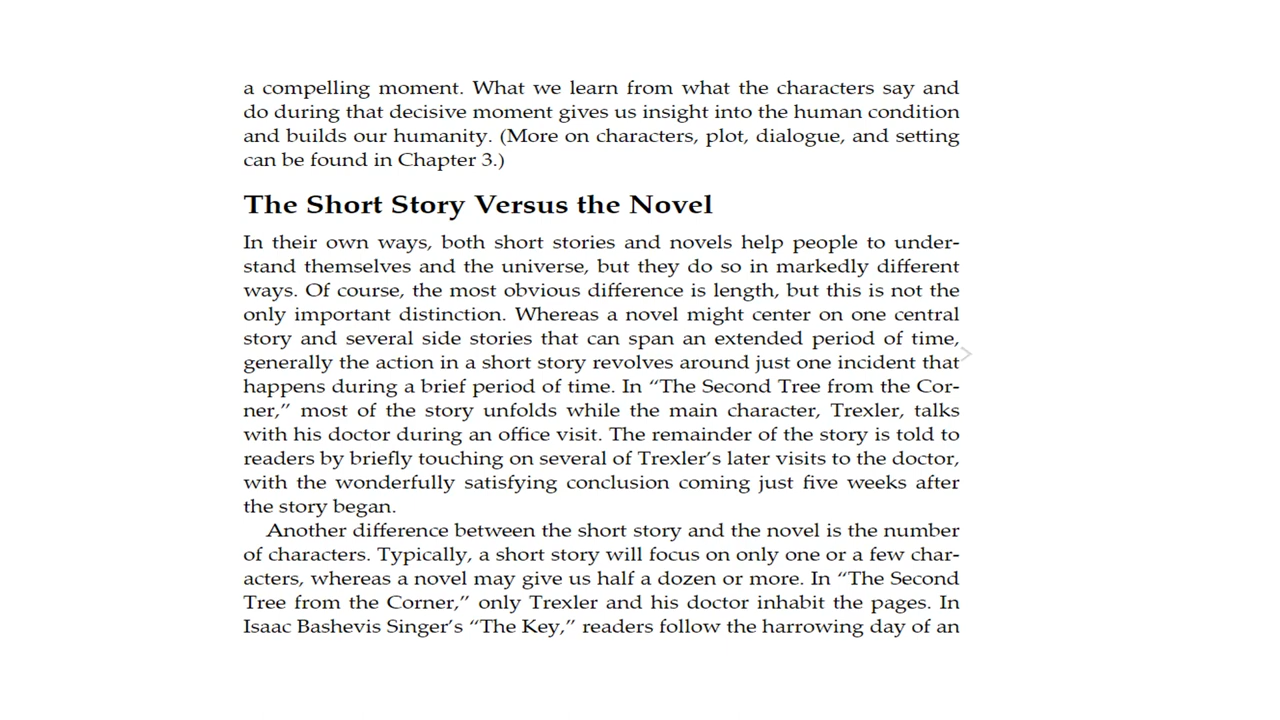 a compelling moment. What we learn from what the characters say and
do during that decisive moment gives us insight into the human condition
and builds our humanity. (More on characters, plot, dialogue, and setting
can be found in Chapter 3.)
The Short Story Versus the Novel
In their own ways, both short stories and novels help people to under-
stand themselves and the universe, but they do so in markedly different
ways. Of course, the most obvious difference is length, but this is not the
only important distinction. Whereas a novel might center on one central
story and several side stories that can span an extended period of time,
generally the action in a short story revolves around just one incident that
happens during a brief period of time. In “The Second Tree from the Cor-
ner,” most of the story unfolds while the main character, Trexler, talks
with his doctor during an office visit. The remainder of the story is told to
readers by briefly touching on several of Trexler’s later visits to the doctor,
with the wonderfully satisfying conclusion coming just five weeks after
the story began.
Another difference between the short story and the novel is the number
of characters. Typically, a short story will focus on only one or a few char-
acters, whereas a novel may give us half a dozen or more. In “The Second
Tree from the Corner,” only Trexler and his doctor inhabit the pages. In
Isaac Bashevis Singer’s “The Key,” readers follow the harrowing day of an